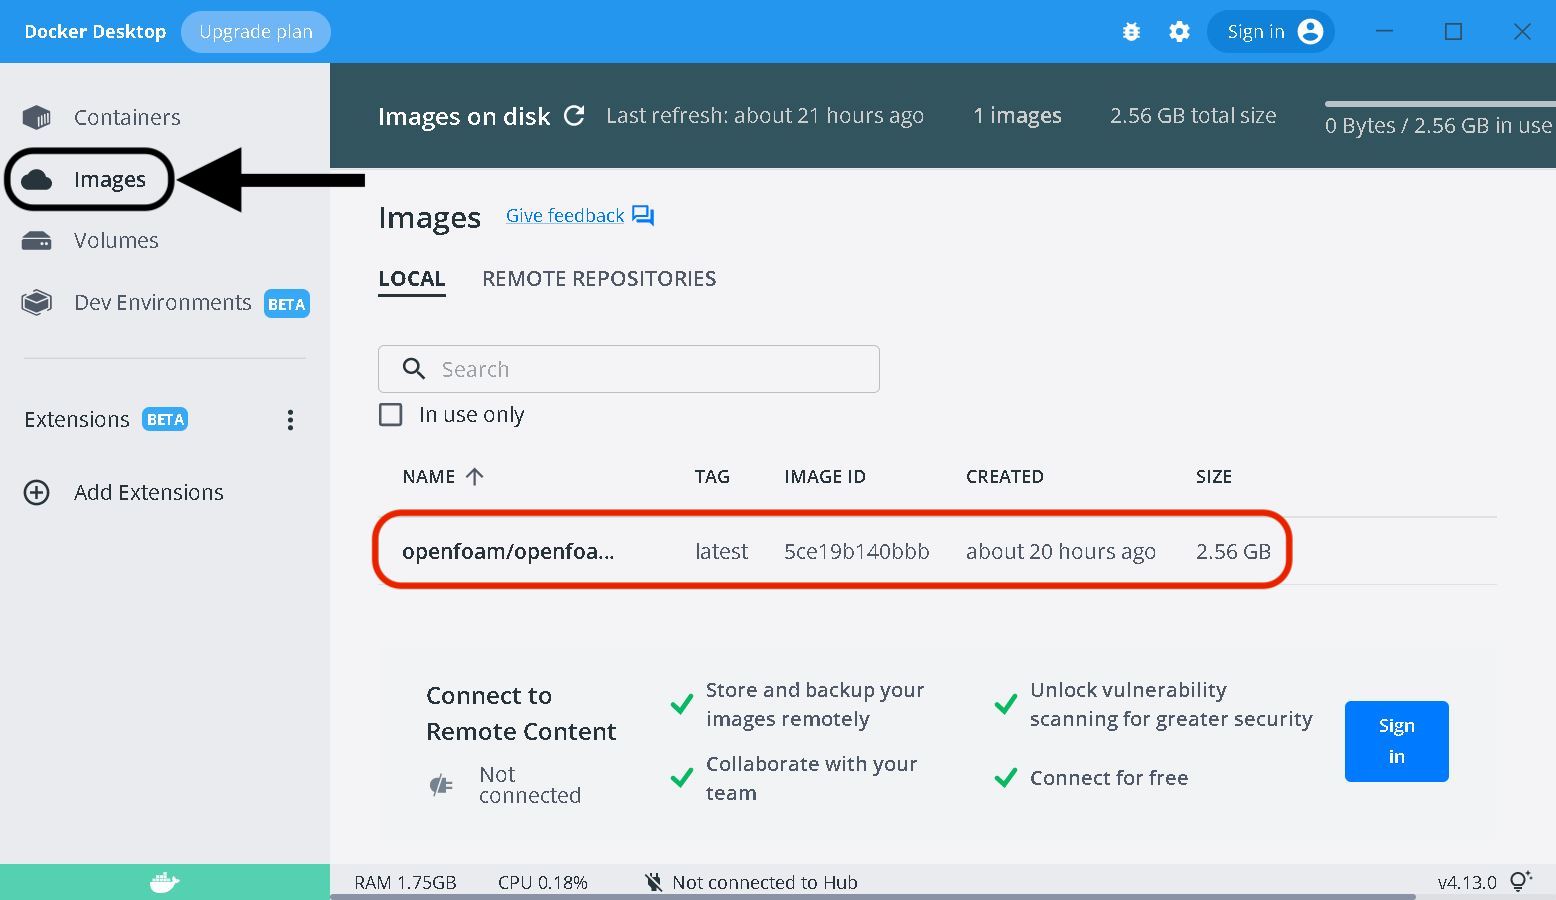 Docker Desktop Upgrade plan Sign in
Containers
Images
Volumes
Dev Environments BETA
Extensions BETA
Add Extensions
Images on disk Last refresh: about 21 hours ago 1 images 2.56 GB total size 0 Bytes / 2.56 GB in use
Images Give feedback
LOCAL REMOTE REPOSITORIES
Search
In use only
NAME TAG IMAGE ID CREATED SIZE
openfoam/openfoa... latest 5ce19b140bbb about 20 hours ago 2.56 GB
Connect to
Remote Content
Not
connected
Store and backup your
images remotely
Collaborate with your
team
Unlock vulnerability
scanning for greater security
Connect for free
Sign
in
RAM 1.75GB CPU 0.18% Not connected to Hub v4.13.0